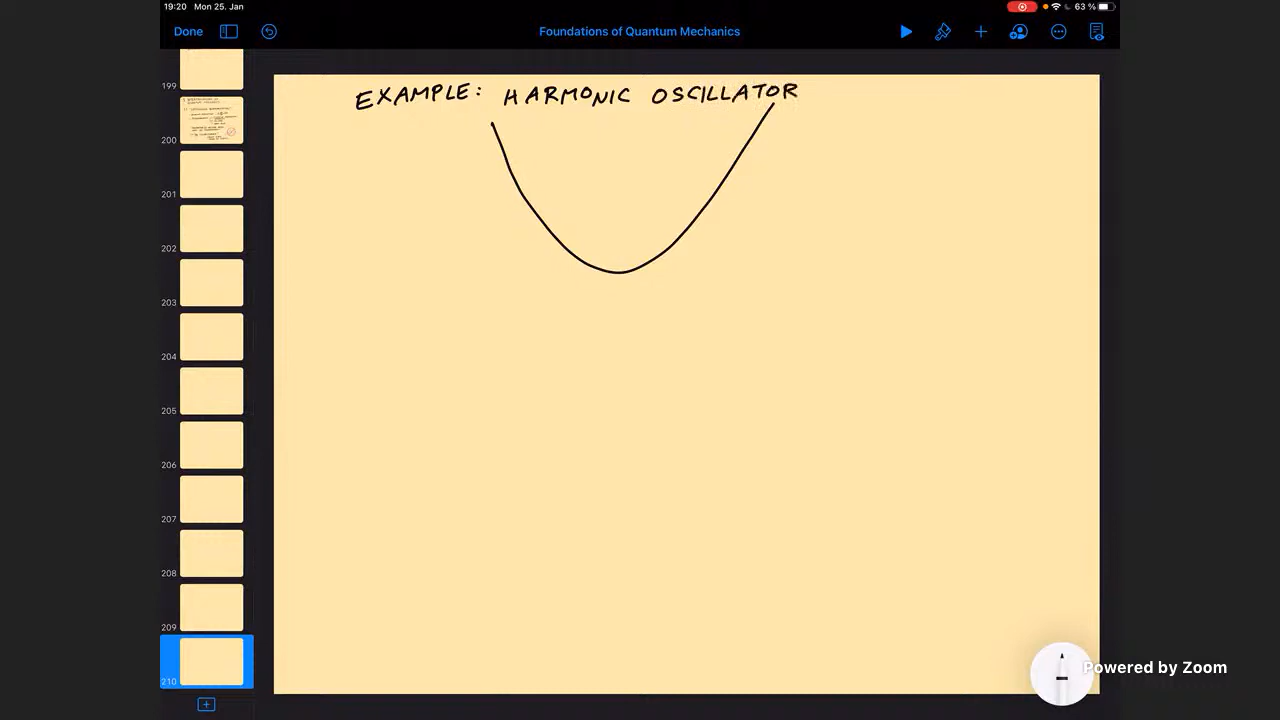 19:20 Mon 25. Jan
63 %
Done
Foundations of Quantum Mechanics
EXAMPLE: HARMONIC OSCILLATOR
199
200
201
202
203
204
205
206
207
208
209
210
Powered by Zoom